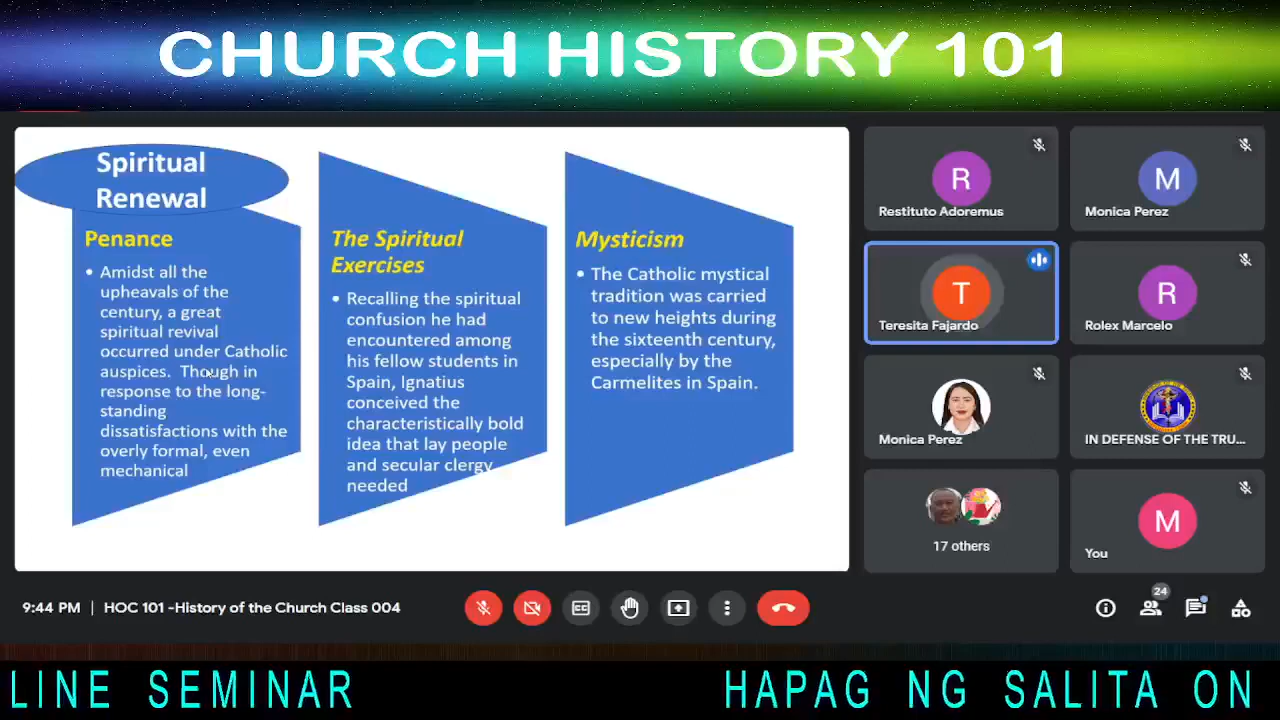 CHURCH HISTORY 101
Spiritual
Renewal
Penance
• Amidst all the
upheavals of the
century, a great
spiritual revival
occurred under Catholic
auspices. Though in
response to the long-
standing
dissatisfactions with the
overly formal, even
mechanical
The Spiritual
Exercises
• Recalling the spiritual
confusion he had
encountered among
his fellow students in
Spain, Ignatius
conceived the
characteristically bold
idea that lay people
and secular clergy
needed
Mysticism
• The Catholic mystical
tradition was carried
to new heights during
the sixteenth century,
especially by the
Carmelites in Spain.
R
Restituto Adoremus
M
Monica Perez
T
Teresita Fajardo
R
Rolex Marcelo
Monica Perez
IN DEFENSE OF THE TRU...
17 others
M
You
9:44 PM | HOC 101 -History of the Church Class 004
CC
24
LINE SEMINAR HAPAG NG SALITA ON